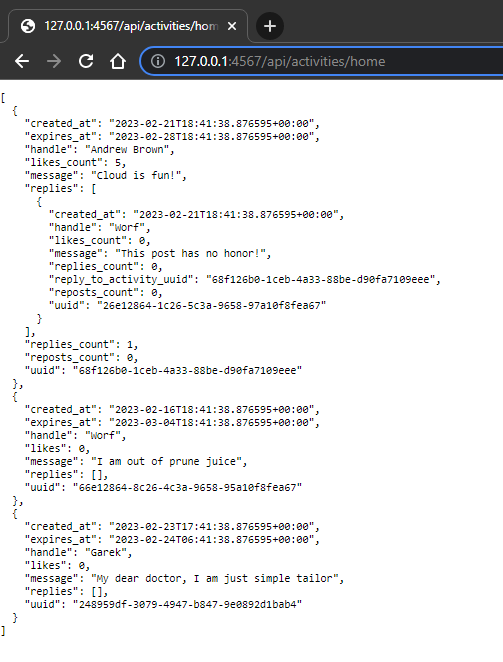 127.0.0.1:4567/api/activities/hom
127.0.0.1:4567/api/activities/home
[
  {
    "created_at": "2023-02-21T18:41:38.876595+00:00",
    "expires_at": "2023-02-28T18:41:38.876595+00:00",
    "handle": "Andrew Brown",
    "likes_count": 5,
    "message": "Cloud is fun!",
    "replies": [
      {
        "created_at": "2023-02-21T18:41:38.876595+00:00",
        "handle": "Worf",
        "likes_count": 0,
        "message": "This post has no honor!",
        "replies_count": 0,
        "reply_to_activity_uuid": "68f126b0-1ceb-4a33-88be-d90fa7109eee",
        "reposts_count": 0,
        "uuid": "26e12864-1c26-5c3a-9658-97a10f8fea67"
      }
    ],
    "replies_count": 1,
    "reposts_count": 0,
    "uuid": "68f126b0-1ceb-4a33-88be-d90fa7109eee"
  },
  {
    "created_at": "2023-02-16T18:41:38.876595+00:00",
    "expires_at": "2023-03-04T18:41:38.876595+00:00",
    "handle": "Worf",
    "likes": 0,
    "message": "I am out of prune juice",
    "replies": [],
    "uuid": "66e12864-8c26-4c3a-9658-95a10f8fea67"
  },
  {
    "created_at": "2023-02-23T17:41:38.876595+00:00",
    "expires_at": "2023-02-24T06:41:38.876595+00:00",
    "handle": "Garek",
    "likes": 0,
    "message": "My dear doctor, I am just simple tailor",
    "replies": [],
    "uuid": "248959df-3079-4947-b847-9e0892d1bab4"
  }
]